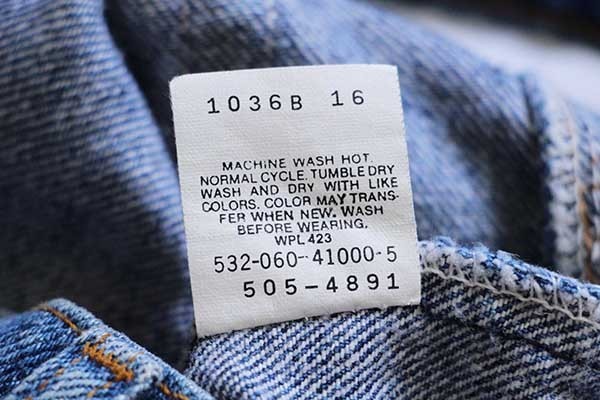 1036B 16
MACHINE WASH HOT.
NORMAL CYCLE. TUMBLE DRY
WASH AND DRY WITH LIKE
COLORS. COLOR MAY TRANS-
FER WHEN NEW. WASH
BEFORE WEARING.
WPL 423
532-060-41000-5
505-4891